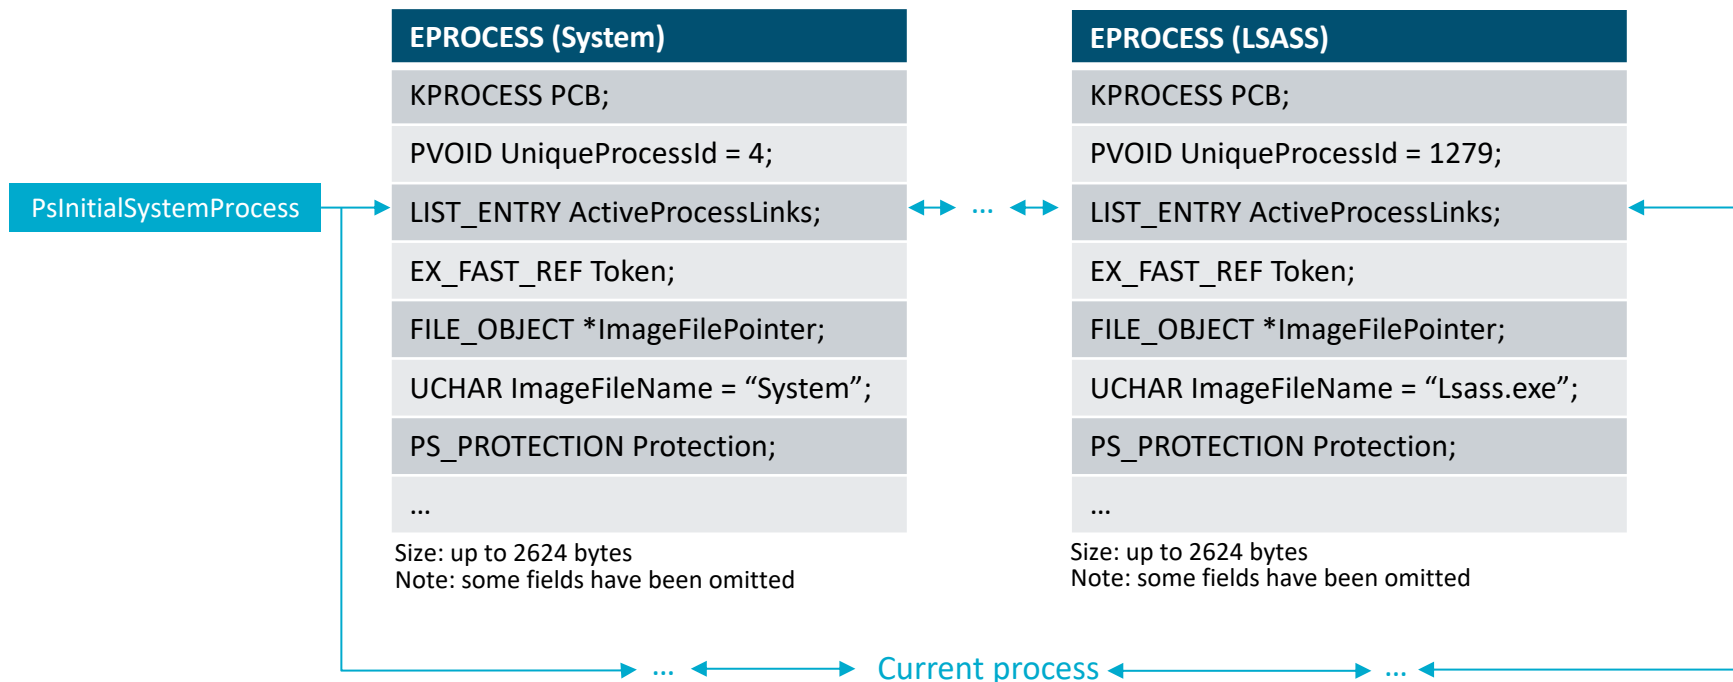 EPROCESS (System)
KPROCESS PCB;
PVOID UniqueProcessId = 4;
LIST_ENTRY ActiveProcessLinks;
EX_FAST_REF Token;
FILE_OBJECT *ImageFilePointer;
UCHAR ImageFileName = “System”;
PS_PROTECTION Protection;
...
Size: up to 2624 bytes
Note: some fields have been omitted
PsInitialSystemProcess
...
EPROCESS (LSASS)
KPROCESS PCB;
PVOID UniqueProcessId = 1279;
LIST_ENTRY ActiveProcessLinks;
EX_FAST_REF Token;
FILE_OBJECT *ImageFilePointer;
UCHAR ImageFileName = “Lsass.exe”;
PS_PROTECTION Protection;
...
Size: up to 2624 bytes
Note: some fields have been omitted
... Current process ...